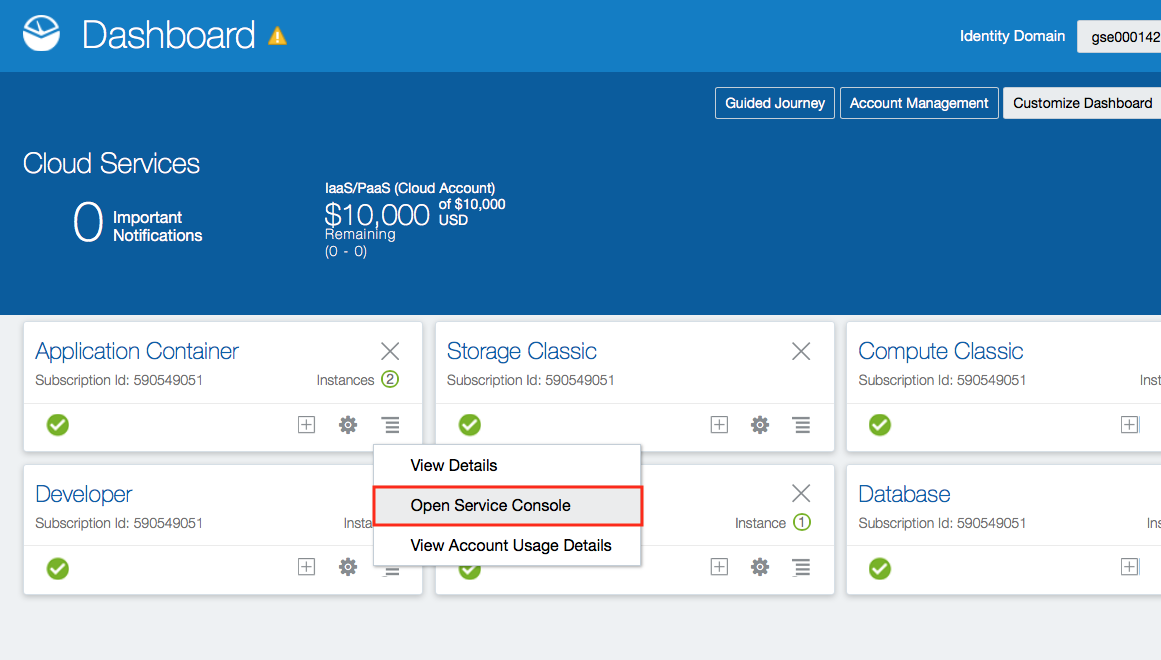 Dashboard
Identity Domain
gse000142
Guided Journey
Account Management
Customize Dashboard
Cloud Services
0
Important
Notifications
IaaS/PaaS (Cloud Account)
$10,000
of $10,000
USD
Remaining
(0 - 0)
Application Container
Subscription Id: 590549051
Instances 2
Storage Classic
Subscription Id: 590549051
Compute Classic
Subscription Id: 590549051
Inst
View Details
Open Service Console
View Account Usage Details
Developer
Subscription Id: 590549051
Insta
Instance 1
Database
Subscription Id: 590549051
Ins